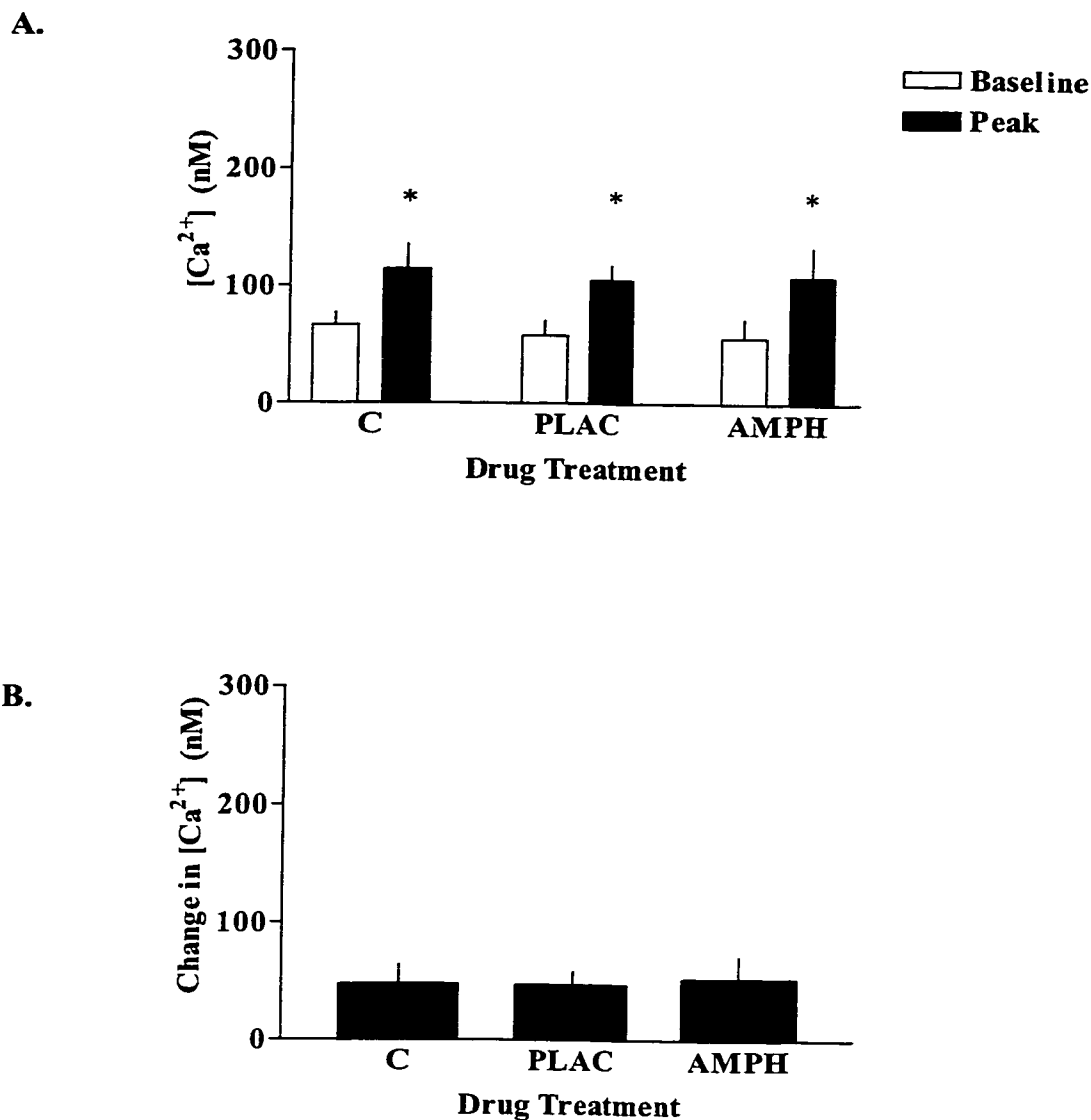 A.
300
200
100
0
[Ca2+] (nM)
Baseline
Peak
*
*
*
C PLAC AMPH
Drug Treatment
B.
300
200
100
0
Change in [Ca2+] (nM)
C PLAC AMPH
Drug Treatment